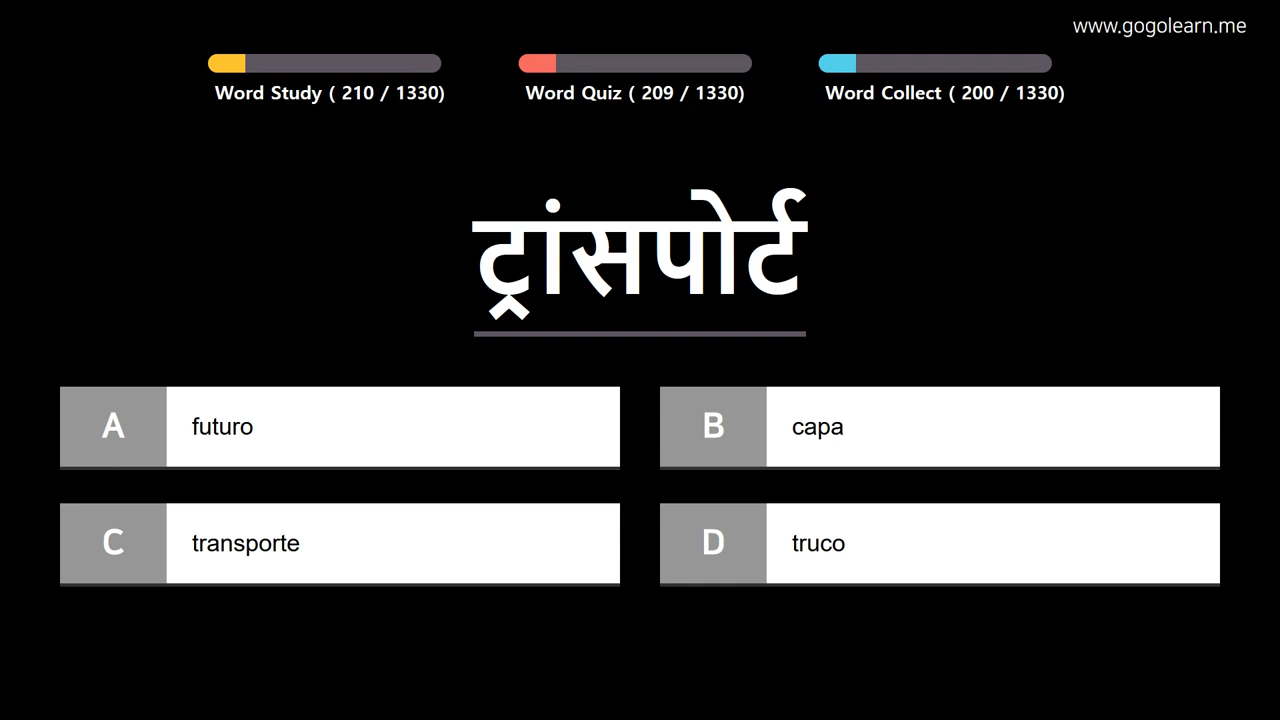 www.gogolearn.me
Word Study ( 210 / 1330)
Word Quiz ( 209 / 1330)
Word Collect ( 200 / 1330)
ट्रांसपोर्ट
A futuro
B capa
C transporte
D truco